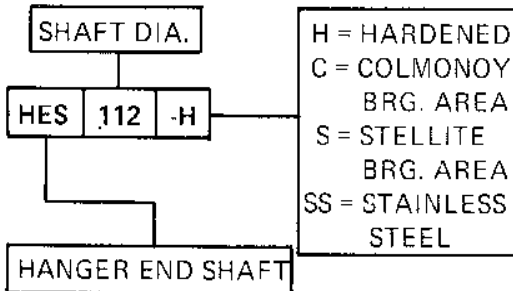 SHAFT DIA.
HES 112 -H
HANGER END SHAFT
H = HARDENED
C = COLMONOY
BRG. AREA
S = STELLITE
BRG. AREA
SS = STAINLESS
STEEL